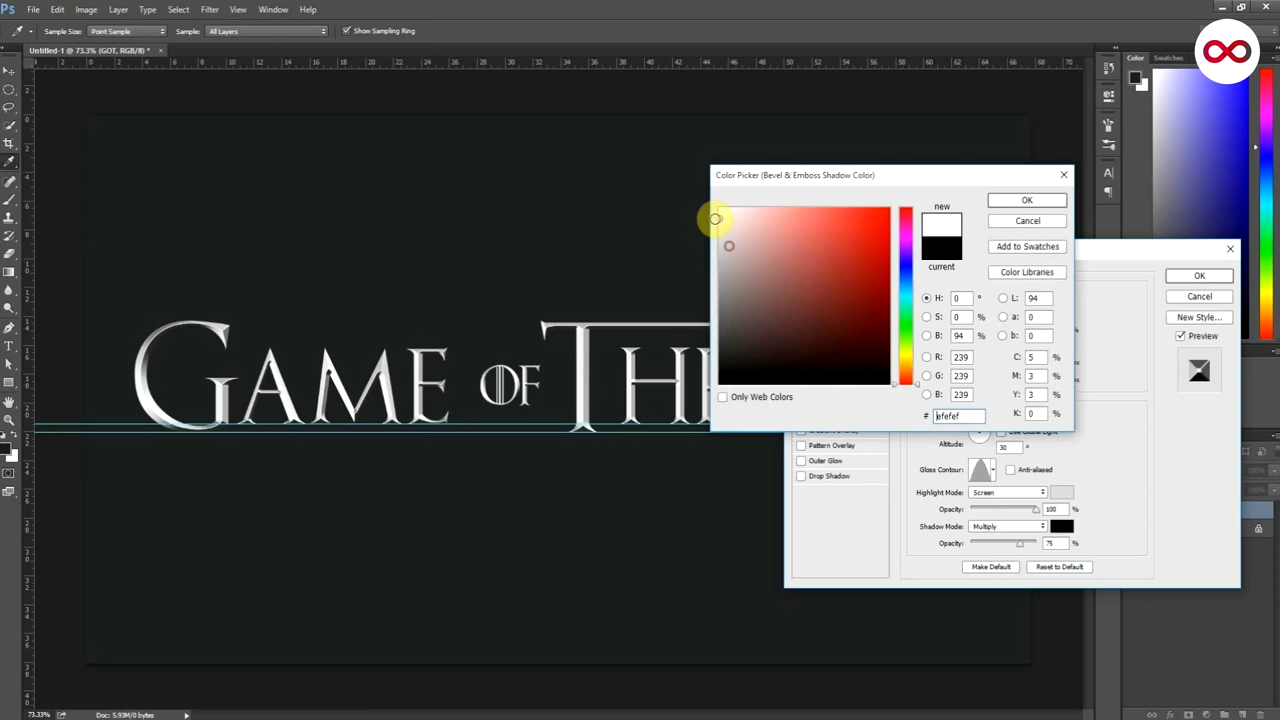 Ps File Edit Image Layer Type Select Filter View Window Help
Sample Size: Point Sample Sample: All Layers Show Sampling Ring
Untitled-1 @ 73.3% (GOT, RGB/8) * ×
Color Swatches
Color Picker (Bevel & Emboss Shadow Color)
new
OK
Cancel
current
Add to Swatches
Color Libraries
H: 0 ° L: 94
S: 0 % a: 0
B: 94 % b: 0
R: 239 C: 5 %
G: 239 M: 3 %
B: 239 Y: 3 %
# efefef K: 0 %
Only Web Colors
OK
Cancel
New Style...
Preview
GAME OF THE
Pattern Overlay
Outer Glow
Drop Shadow
Use Global Light
Altitude: 30 °
Gloss Contour: Anti-aliased
Highlight Mode: Screen
Opacity: 100 %
Shadow Mode: Multiply
Opacity: 75 %
Make Default Reset to Default
73.33% Doc: 5.93M/0 bytes